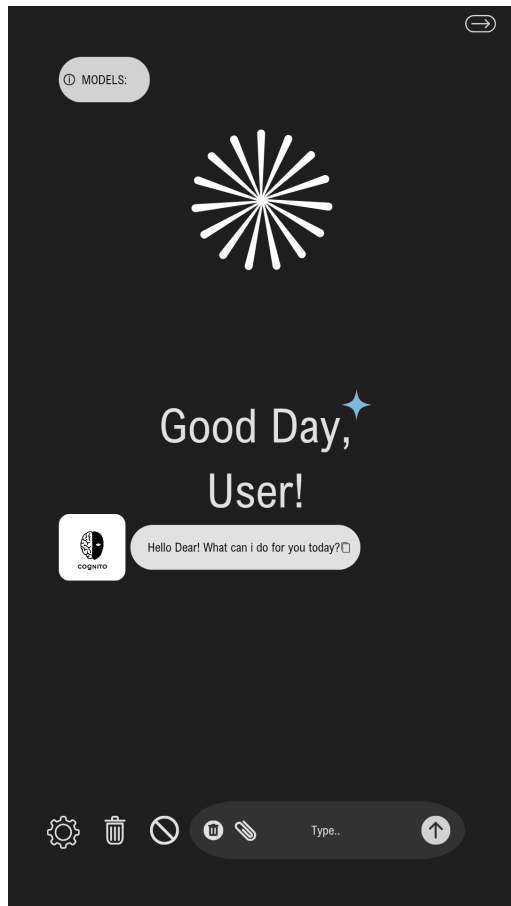 MODELS:
Good Day,
User!
COGNITO
Hello Dear! What can i do for you today?
Type..